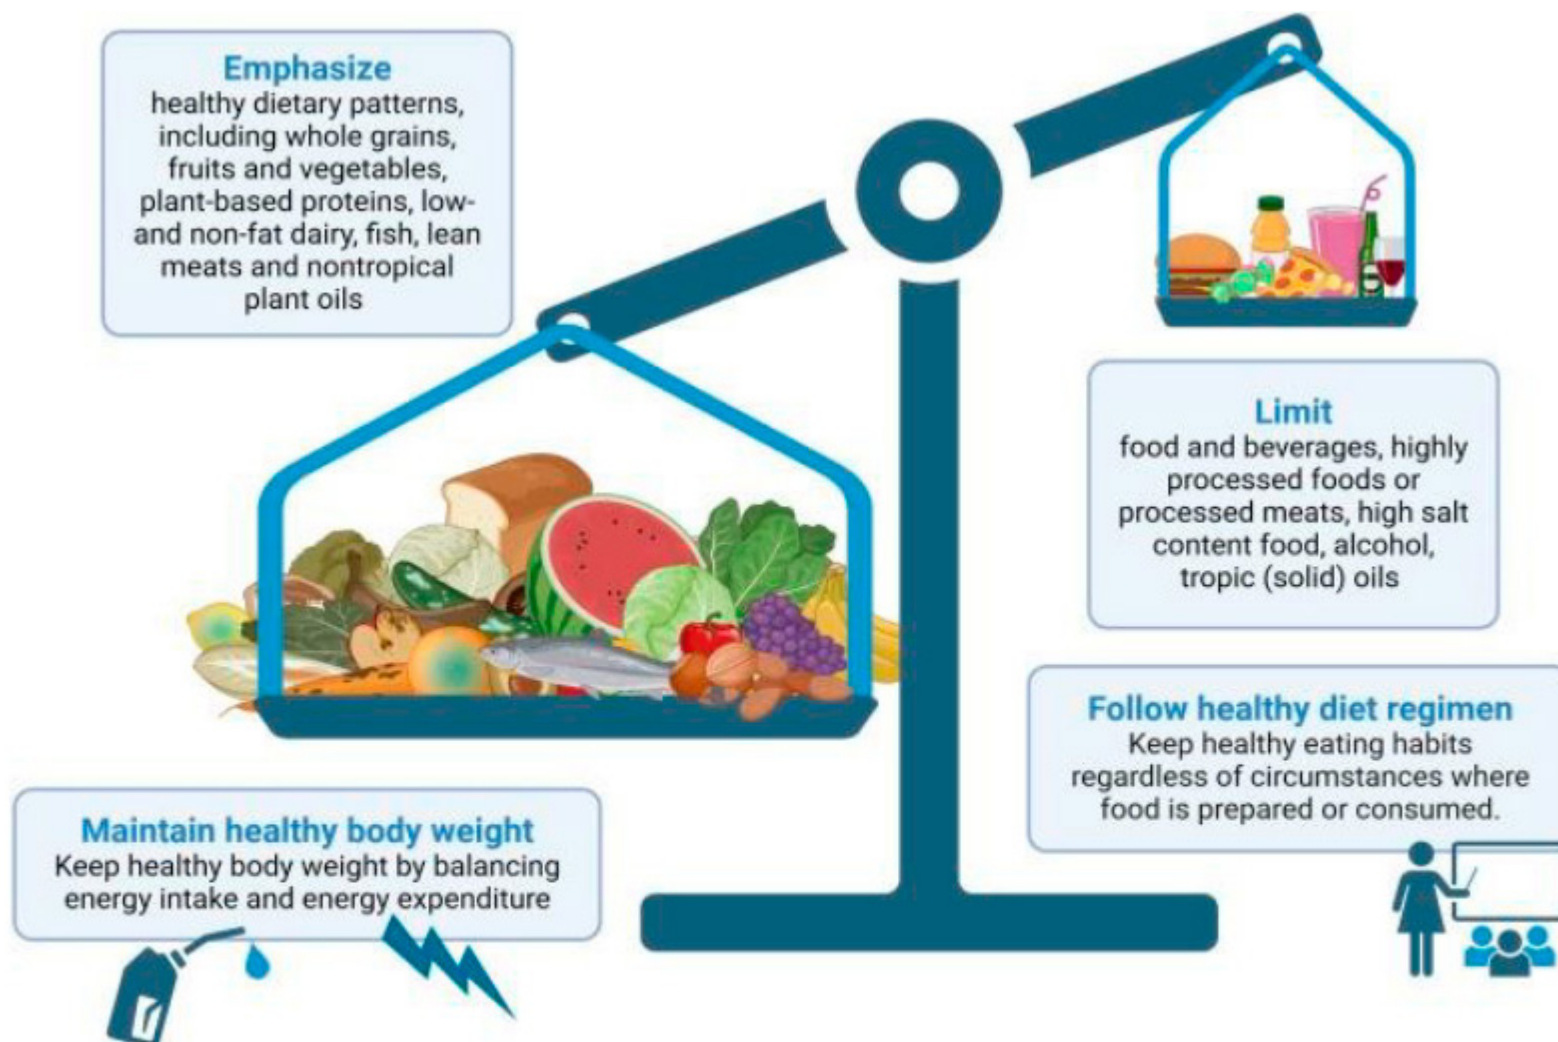 Emphasize
healthy dietary patterns,
including whole grains,
fruits and vegetables,
plant-based proteins, low-
and non-fat dairy, fish, lean
meats and nontropical
plant oils
Limit
food and beverages, highly
processed foods or
processed meats, high salt
content food, alcohol,
tropic (solid) oils
Follow healthy diet regimen
Keep healthy eating habits
regardless of circumstances where
food is prepared or consumed.
Maintain healthy body weight
Keep healthy body weight by balancing
energy intake and energy expenditure